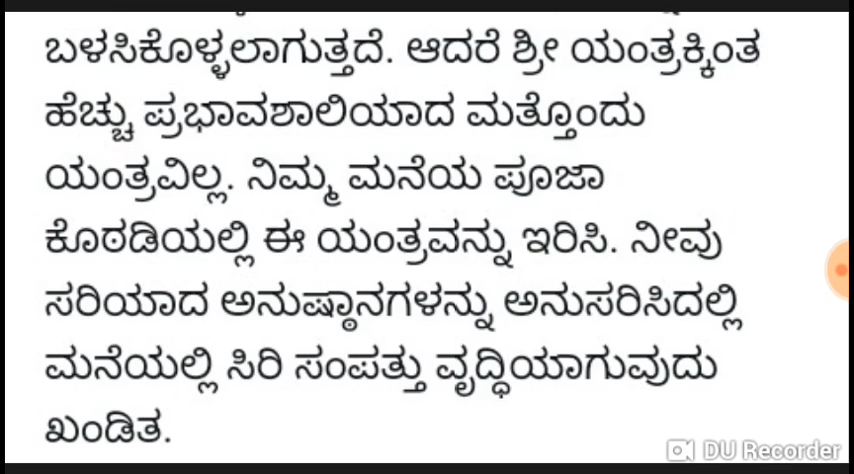 ಬಳಸಿಕೊಳ್ಳಲಾಗುತ್ತದೆ. ಆದರೆ ಶ್ರೀ ಯಂತ್ರಕ್ಕಿಂತ
ಹೆಚ್ಚು ಪ್ರಭಾವಶಾಲಿಯಾದ ಮತ್ತೊಂದು
ಯಂತ್ರವಿಲ್ಲ. ನಿಮ್ಮ ಮನೆಯ ಪೂಜಾ
ಕೊಠಡಿಯಲ್ಲಿ ಈ ಯಂತ್ರವನ್ನು ಇರಿಸಿ. ನೀವು
ಸರಿಯಾದ ಅನುಷ್ಠಾನಗಳನ್ನು ಅನುಸರಿಸಿದಲ್ಲಿ
ಮನೆಯಲ್ಲಿ ಸಿರಿ ಸಂಪತ್ತು ವೃದ್ಧಿಯಾಗುವುದು
ಖಂಡಿತ.
DU Recorder